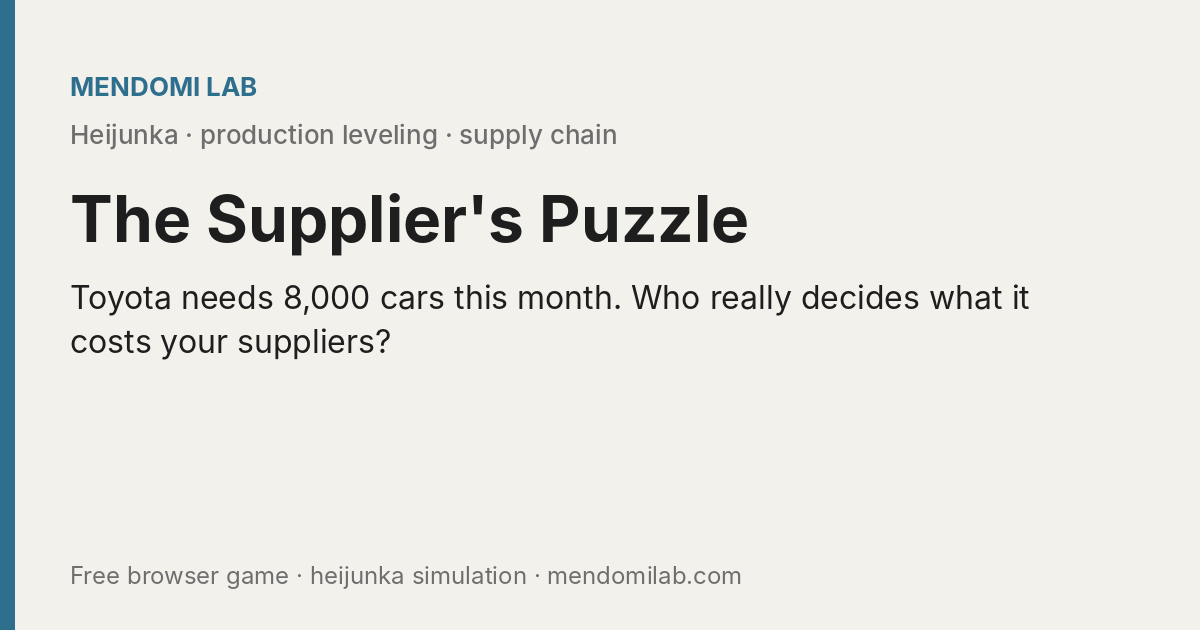 MENDOMI LAB
Heijunka · production leveling · supply chain
The Supplier's Puzzle
Toyota needs 8,000 cars this month. Who really decides what it
costs your suppliers?
Free browser game · heijunka simulation · mendomilab.com